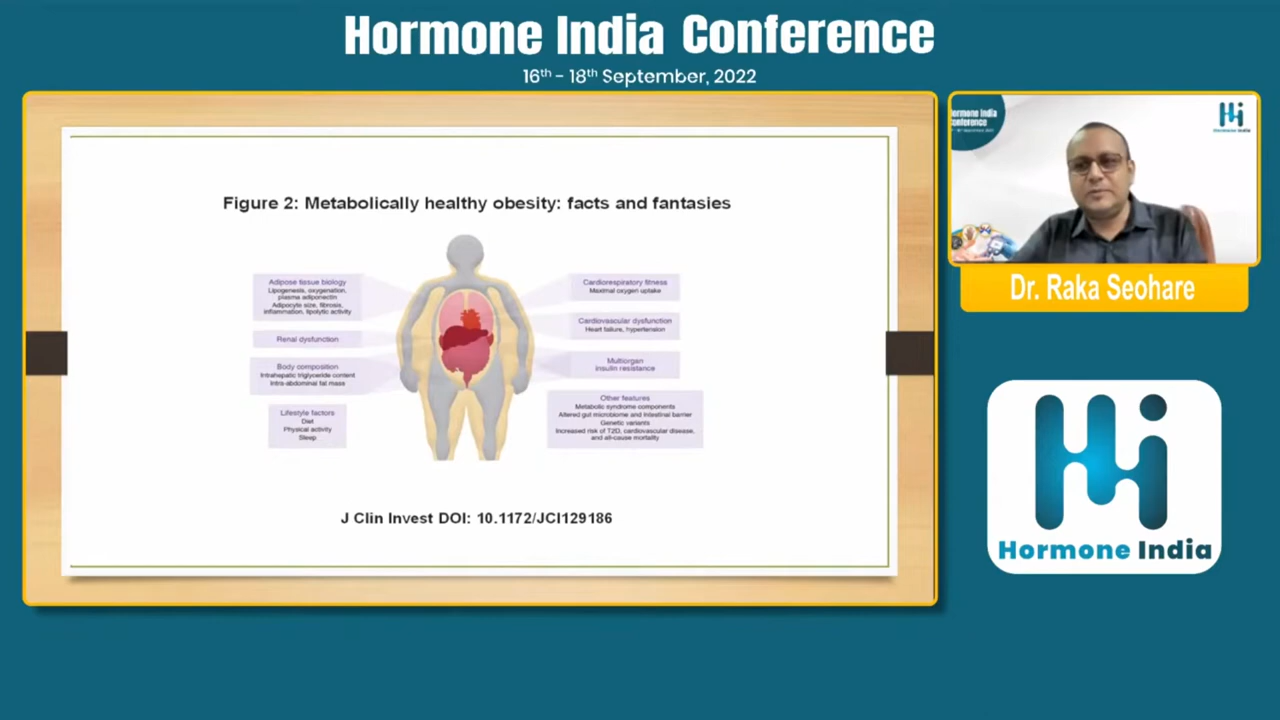 Hormone India Conference
16th - 18th September, 2022
Figure 2: Metabolically healthy obesity: facts and fantasies
Adipose tissue biology
Lipogenesis, oxygenation,
plasma adiponectin
Adipocyte size, fibrosis,
inflammation, lipolytic activity
Renal dysfunction
Body composition
Intrahepatic triglyceride content
Intra-abdominal fat mass
Lifestyle factors
Diet
Physical activity
Sleep
Cardiorespiratory fitness
Maximal oxygen uptake
Cardiovascular dysfunction
Heart failure, hypertension
Multiorgan
insulin resistance
Other features
Metabolic syndrome components
Altered gut microbiome and intestinal barrier
Genetic variants
Increased risk of T2D, cardiovascular disease,
and all-cause mortality
J Clin Invest DOI: 10.1172/JCI129186
Hormone India
Dr. Raka Seohare
Hormone India